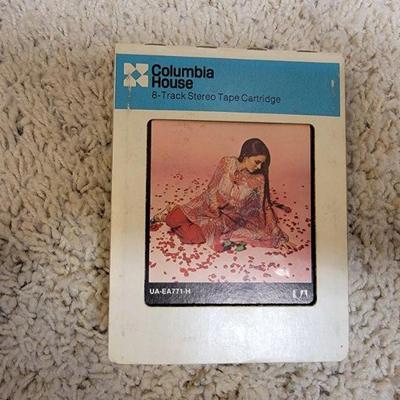 Columbia
House
8-Track Stereo Tape Cartridge
UA-EA771-H